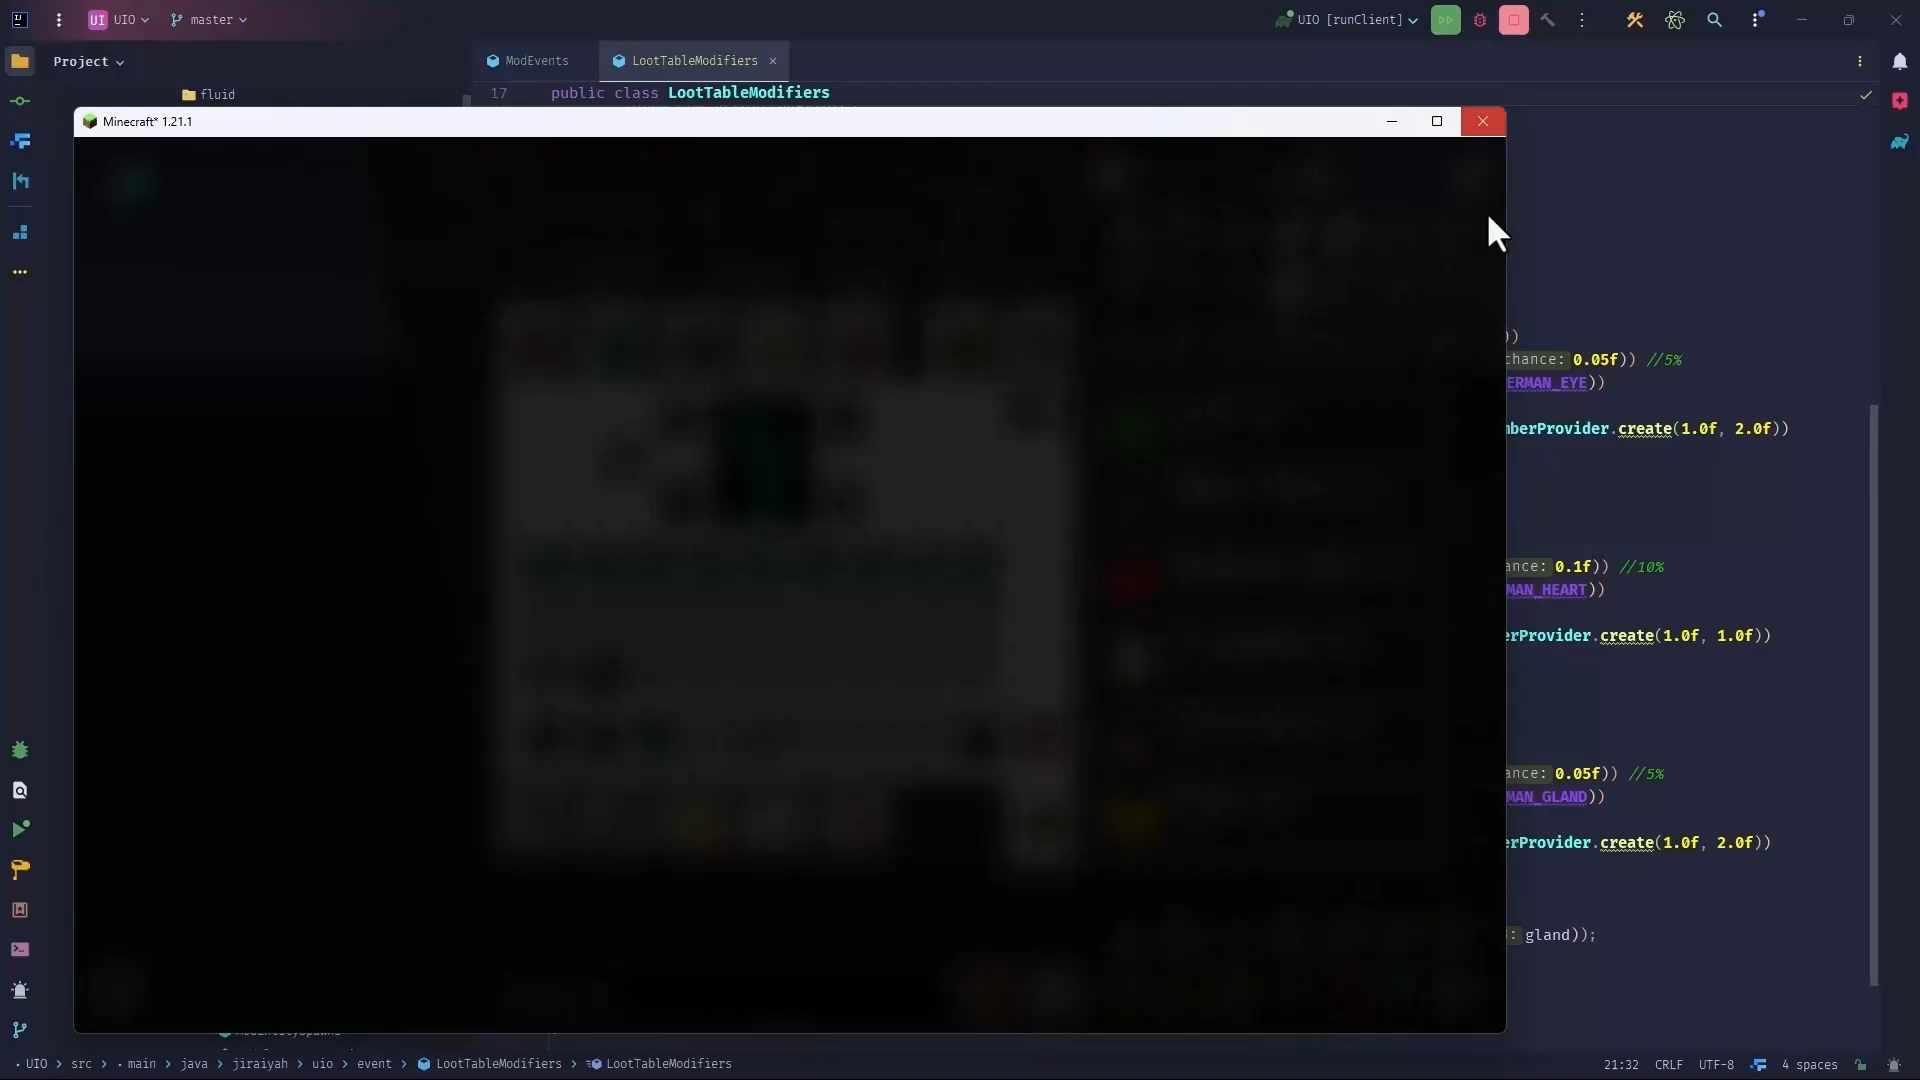 UI UIO master UIO [runClient]
Project
ModEvents LootTableModifiers
fluid
17 public class LootTableModifiers
Minecraft* 1.21.1
))
chance: 0.05f)) //5%
ERMAN_EYE))
berProvider.create(1.0f, 2.0f))
ance: 0.1f)) //10%
MAN_HEART))
erProvider.create(1.0f, 1.0f))
ance: 0.05f)) //5%
MAN_GLAND))
erProvider.create(1.0f, 2.0f))
: gland));
UIO > src > main > java > jiraiyah > uio > event > LootTableModifiers > LootTableModifiers
21:32 CRLF UTF-8 4 spaces